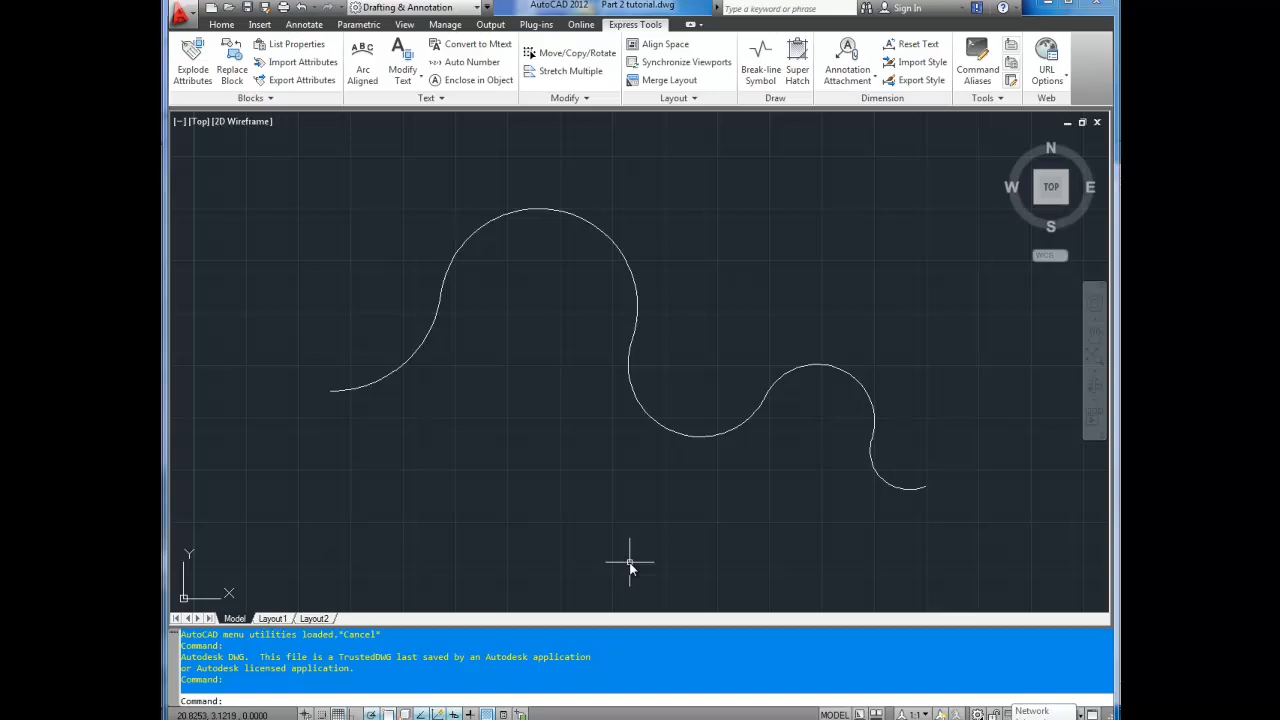 Drafting & Annotation
AutoCAD 2012 Part 2 tutorial.dwg
Type a keyword or phrase
Sign In
Home Insert Annotate Parametric View Manage Output Plug-ins Online Express Tools
Explode Attributes
Replace Block
List Properties
Import Attributes
Export Attributes
Arc Aligned
Modify Text
Convert to Mtext
Auto Number
Enclose in Object
Move/Copy/Rotate
Stretch Multiple
Align Space
Synchronize Viewports
Merge Layout
Break-line Symbol
Super Hatch
Annotation Attachment
Reset Text
Import Style
Export Style
Command Aliases
URL Options
Blocks Text Modify Layout Draw Dimension Tools Web
[−][Top][2D Wireframe]
N
W TOP E
S
WCS
Y
X
Model Layout1 Layout2
AutoCAD menu utilities loaded.*Cancel*
Command:
Autodesk DWG.  This file is a TrustedDWG last saved by an Autodesk application
or Autodesk licensed application.
Command:
Command:
20.8253, 3.1219, 0.0000
MODEL
1:1
Network